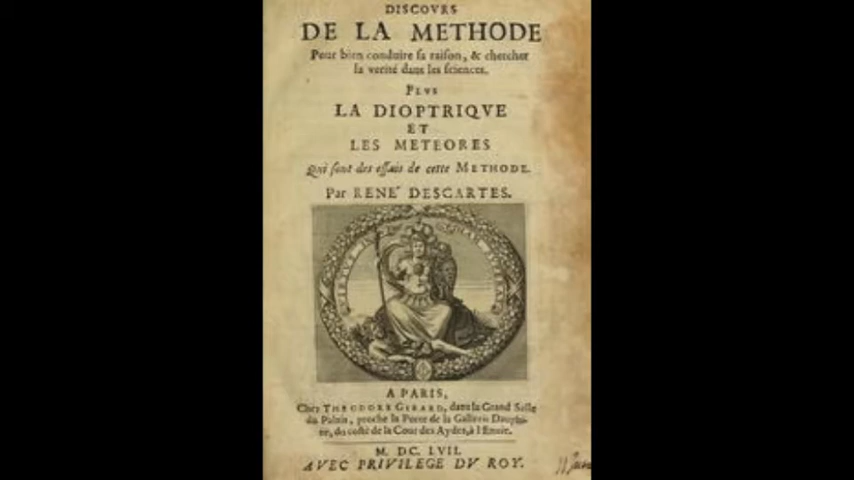 DISCOVRS
DE LA METHODE
Pour bien conduire ſa raiſon, & chercher
la verité dans les ſciences.
PLVS
LA DIOPTRIQVE
ET
LES METEORES
Qui ſont des eſſais de cette METHODE.
Par RENE' DESCARTES.
A PARIS,
Chez THEODORE GIRARD, dans la Grand Salle
du Palais, proche la Porte de la Gallerie Dauphi-
ne, du coſté de la Cour des Aydes, à l'Envie.
M. DC. LVII.
AVEC PRIVILEGE DV ROY.